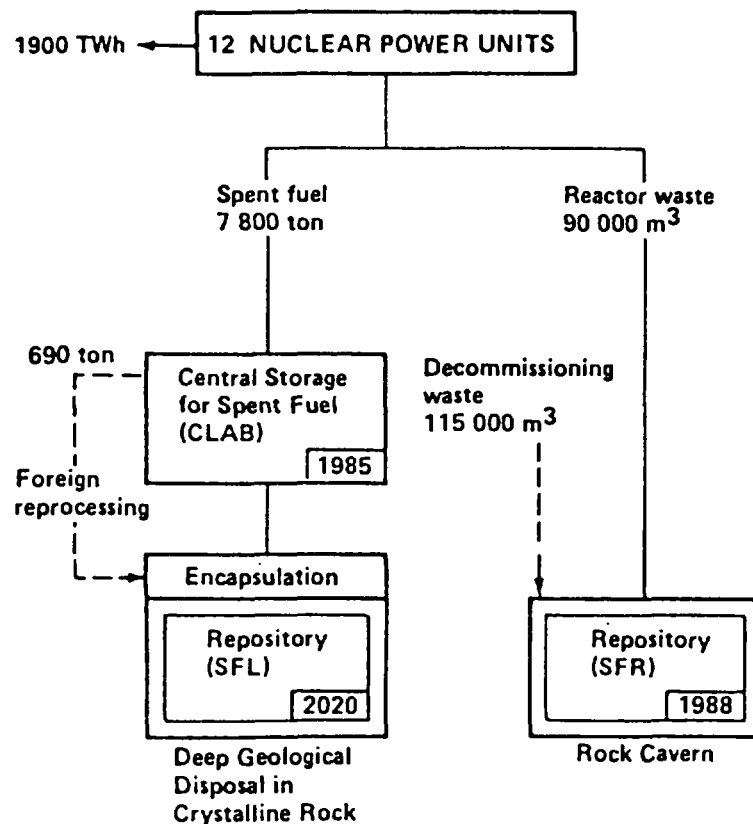 1900 TWh
12 NUCLEAR POWER UNITS
Spent fuel
7 800 ton
Reactor waste
90 000 m³
690 ton
Central Storage
for Spent Fuel
(CLAB)
1985
Decommissioning
waste
115 000 m³
Foreign
reprocessing
Encapsulation
Repository
(SFL)
2020
Repository
(SFR)
1988
Deep Geological
Disposal in
Crystalline Rock
Rock Cavern